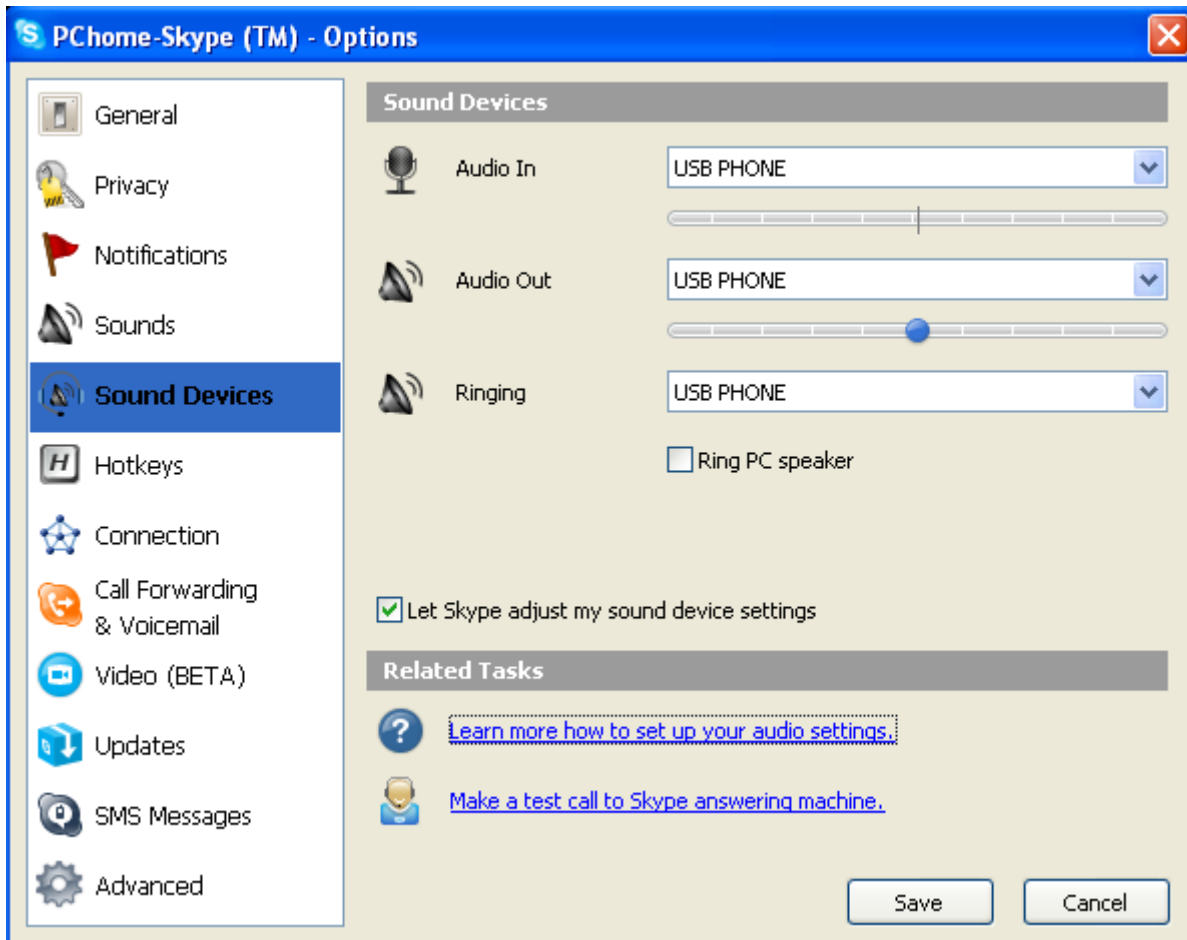 PChome-Skype (TM) - Options
General
Privacy
Notifications
Sounds
Sound Devices
Hotkeys
Connection
Call Forwarding
& Voicemail
Video (BETA)
Updates
SMS Messages
Advanced
Sound Devices
Audio In
USB PHONE
Audio Out
USB PHONE
Ringing
USB PHONE
Ring PC speaker
Let Skype adjust my sound device settings
Related Tasks
Learn more how to set up your audio settings.
Make a test call to Skype answering machine.
Save
Cancel